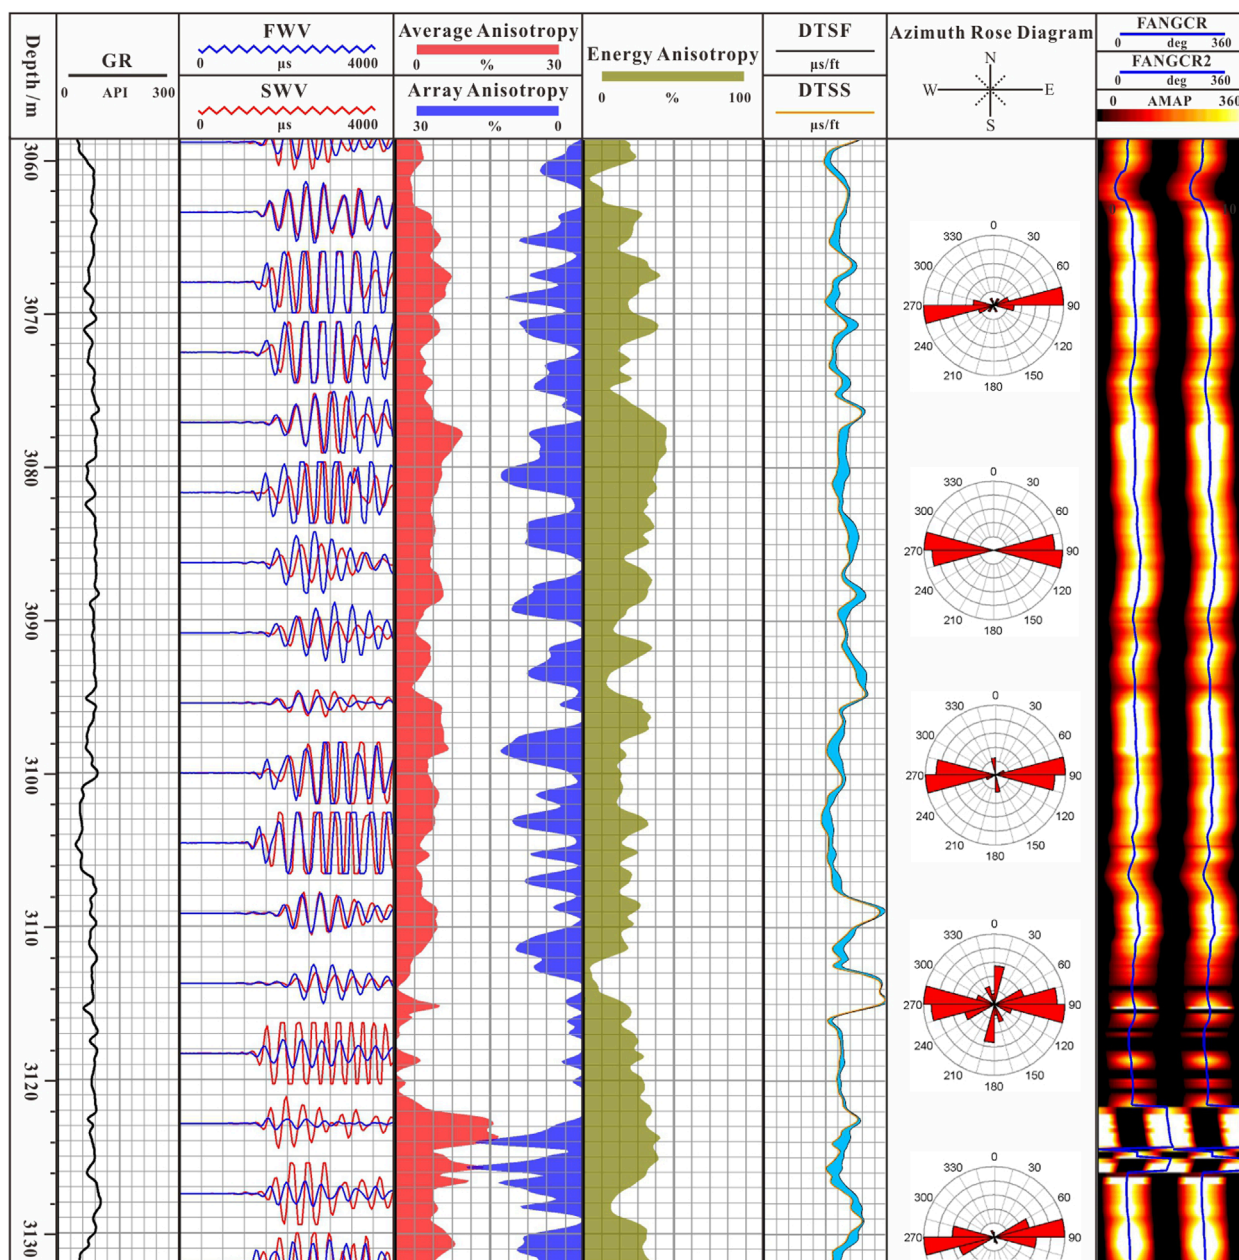 Depth /m
GR
0 API 300
FWV
0 μs 4000
SWV
0 μs 4000
Average Anisotropy
0 % 30
Array Anisotropy
30 % 0
Energy Anisotropy
0 % 100
DTSF
μs/ft
DTSS
μs/ft
Azimuth Rose Diagram
N
W E
S
FANGCR
0 deg 360
FANGCR2
0 deg 360
0 AMAP 360
3060
3070
3080
3090
3100
3110
3120
3130
0
330 30
300 60
270 90
240 120
210 150
180
0
330 30
300 60
270 90
240 120
210 150
180
0
330 30
300 60
270 90
240 120
210 150
180
0
330 30
300 60
270 90
240 120
210 150
180
0
330 30
300 60
270 90